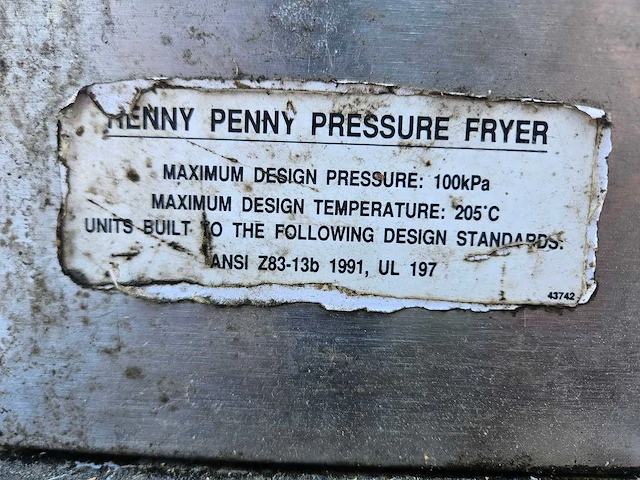 HENNY PENNY PRESSURE FRYER
MAXIMUM DESIGN PRESSURE: 100kPa
MAXIMUM DESIGN TEMPERATURE: 205°C
UNITS BUILT TO THE FOLLOWING DESIGN STANDARDS:
ANSI Z83-13b 1991, UL 197
43742